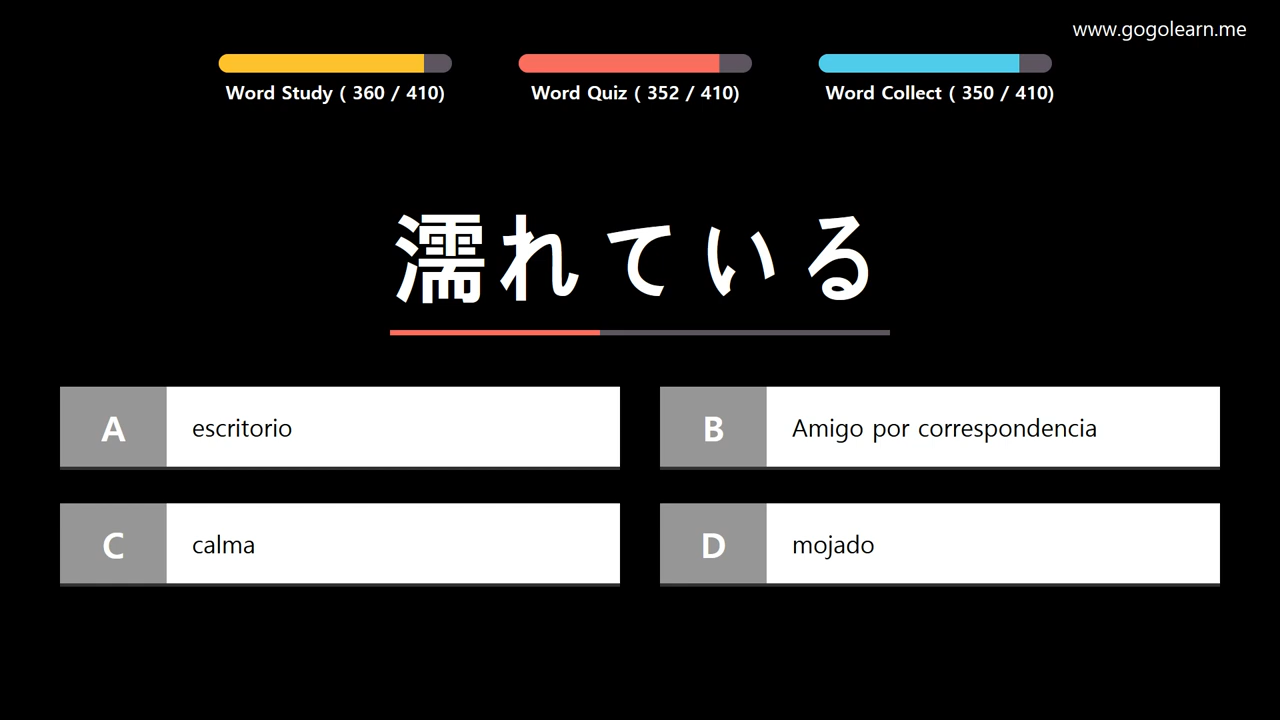 www.gogolearn.me
Word Study ( 360 / 410)
Word Quiz ( 352 / 410)
Word Collect ( 350 / 410)
濡れている
A escritorio
B Amigo por correspondencia
C calma
D mojado